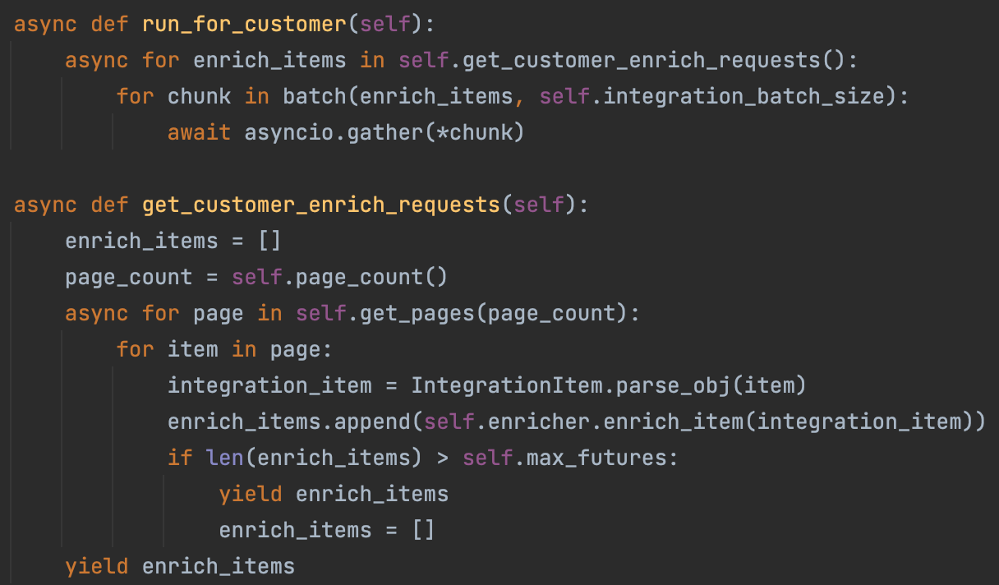 async def run_for_customer(self):
    async for enrich_items in self.get_customer_enrich_requests():
        for chunk in batch(enrich_items, self.integration_batch_size):
            await asyncio.gather(*chunk)

async def get_customer_enrich_requests(self):
    enrich_items = []
    page_count = self.page_count()
    async for page in self.get_pages(page_count):
        for item in page:
            integration_item = IntegrationItem.parse_obj(item)
            enrich_items.append(self.enricher.enrich_item(integration_item))
            if len(enrich_items) > self.max_futures:
                yield enrich_items
                enrich_items = []
    yield enrich_items